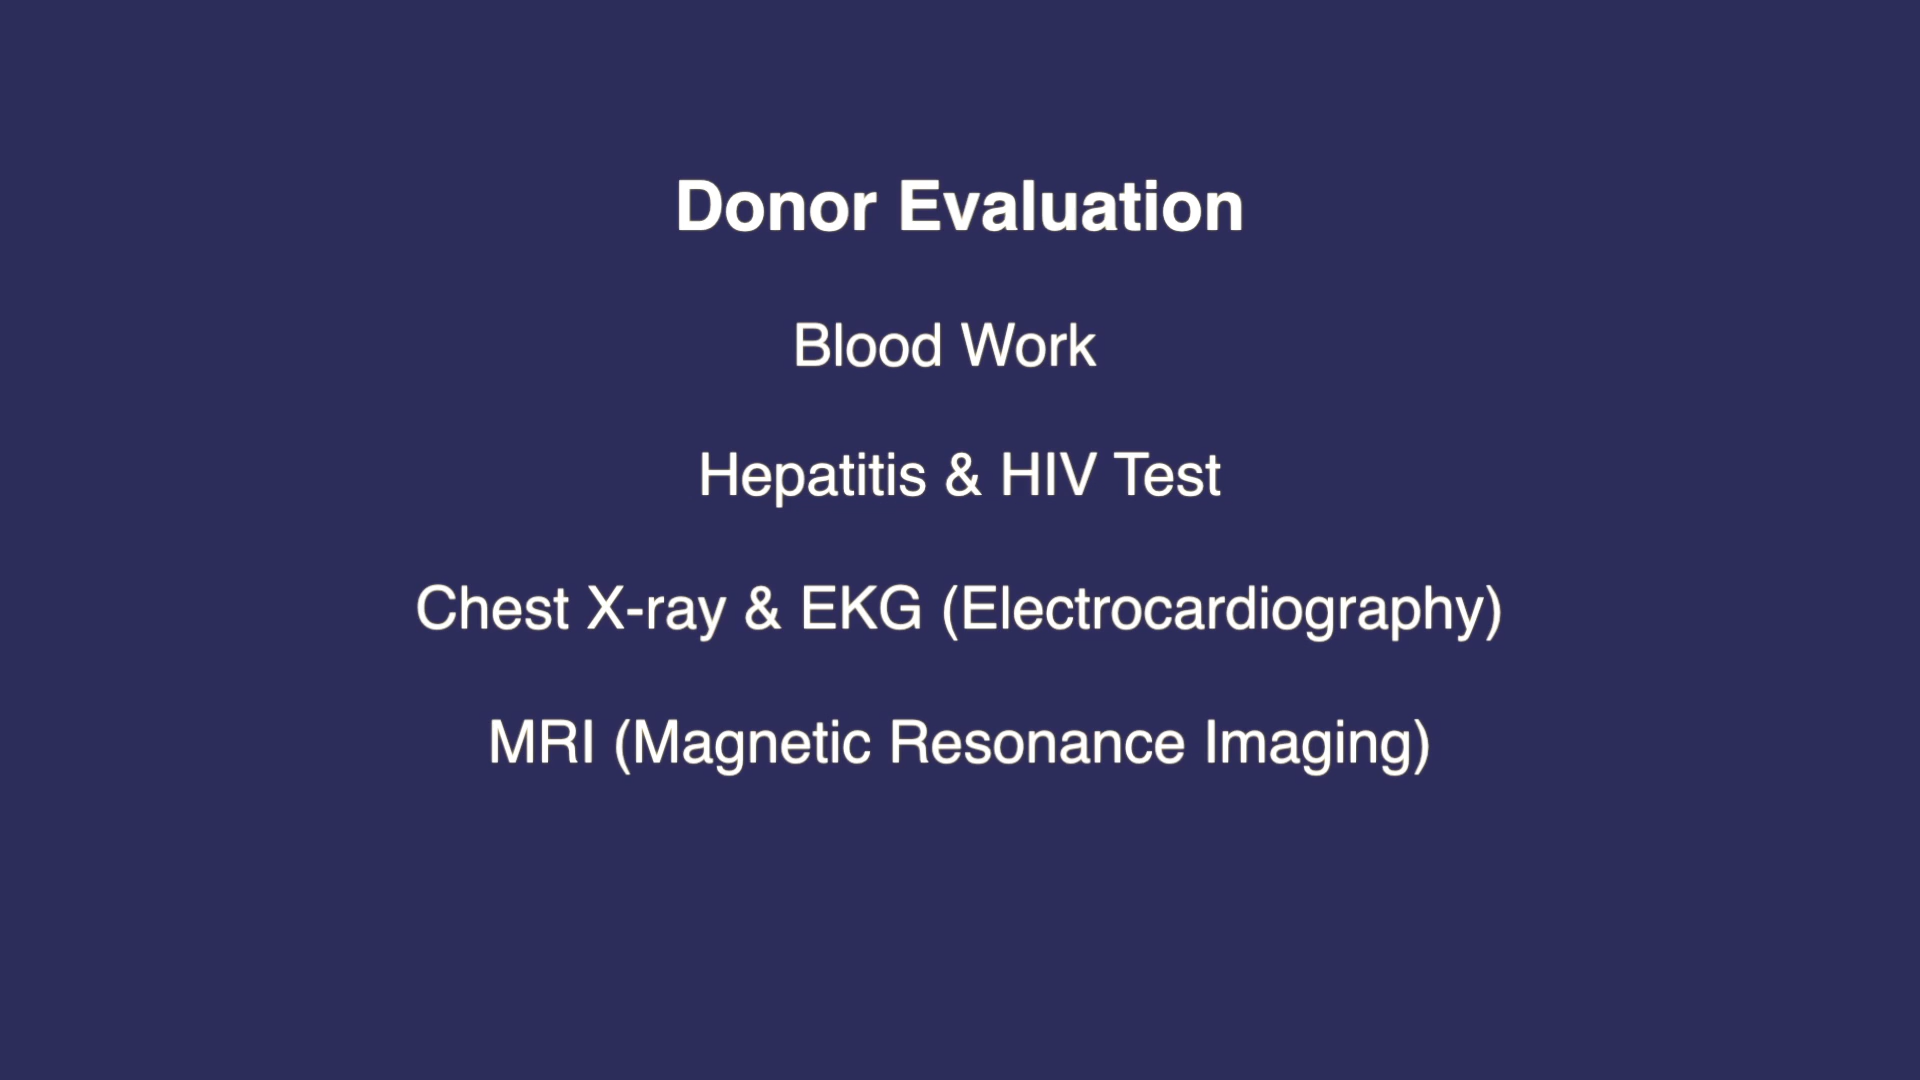 Donor Evaluation
Blood Work
Hepatitis & HIV Test
Chest X-ray & EKG (Electrocardiography)
MRI (Magnetic Resonance Imaging)